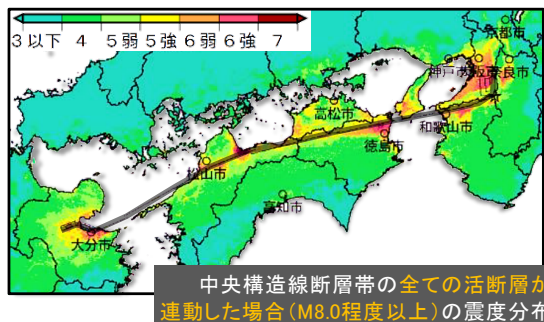 3以下 4 5弱 5強 6弱 6強 7
京都市
神戸市 大阪市 奈良市
高松市
和歌山市
徳島市
松山市
高知市
大分市
中央構造線断層帯の全ての活断層が
連動した場合(M8.0程度以上)の震度分布